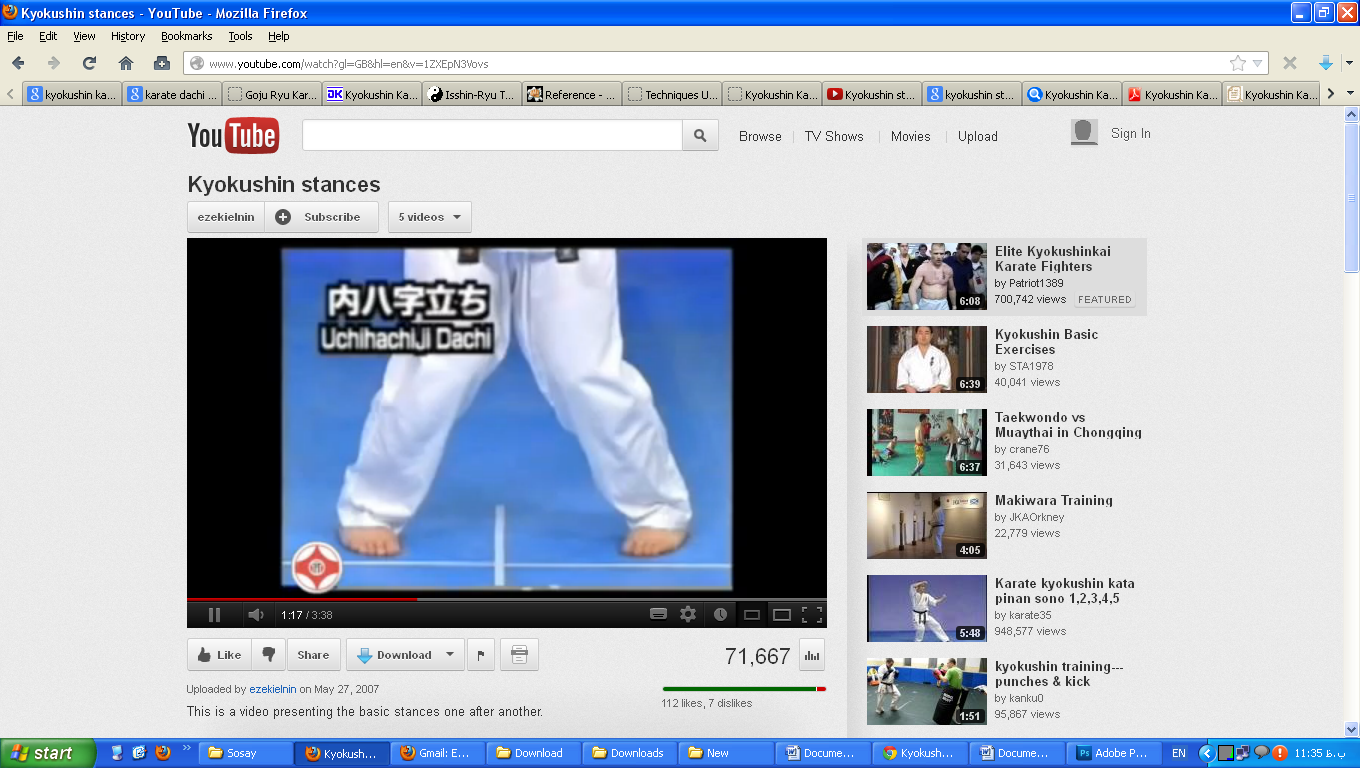 Kyokushin stances - YouTube - Mozilla Firefox
File Edit View History Bookmarks Tools Help
www.youtube.com/watch?gl=GB&hl=en&v=1ZXEpN3Vovs
kyokushin ka... karate dachi ... Goju Ryu Kar... Kyokushin Ka... Isshin-Ryu T... Reference - ... Techniques U... Kyokushin Ka... Kyokushin st... kyokushin st... Kyokushin Ka... Kyokushin Ka... Kyokushin Ka...
YouTube Browse TV Shows Movies Upload Sign In
Kyokushin stances
ezekielnin Subscribe 5 videos
内八字立ち
Uchihachiji Dachi
1:17 / 3:38
Like Share Download 71,667
Uploaded by ezekielnin on May 27, 2007
112 likes, 7 dislikes
This is a video presenting the basic stances one after another.
Elite Kyokushinkai
Karate Fighters
by Patriot1389
700,742 views FEATURED
6:08
Kyokushin Basic
Exercises
by STA1978
40,041 views
6:39
Taekwondo vs
Muaythai in Chongqing
by crane76
31,643 views
6:37
Makiwara Training
by JKAOrkney
22,779 views
4:05
Karate kyokushin kata
pinan sono 1,2,3,4,5
by karate35
948,577 views
5:48
kyokushin training---
punches & kick
by kanku0
95,867 views
1:51
start Sosay Kyokush... Gmail: E... Download Downloads New Docume... Kyokush... Docume... Adobe P... EN 11:35 ب.ظ